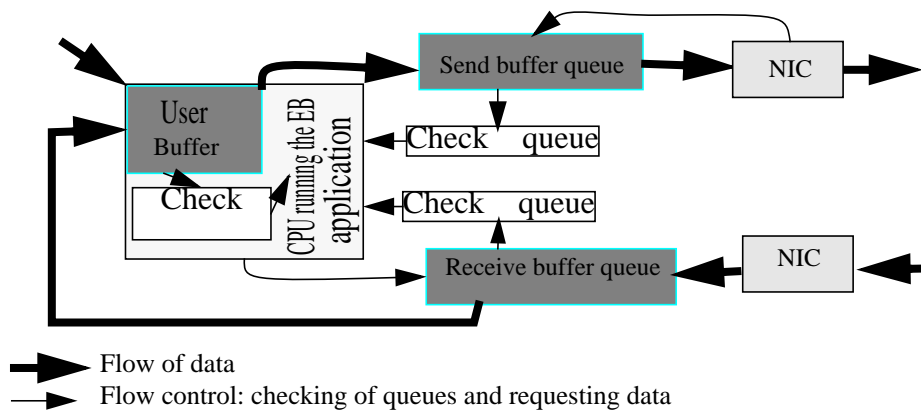 Send buffer queue
NIC
User
Buffer
Check queue
CPU running the EB
application
Check
Check queue
Receive buffer queue
NIC
Flow of data
Flow control: checking of queues and requesting data